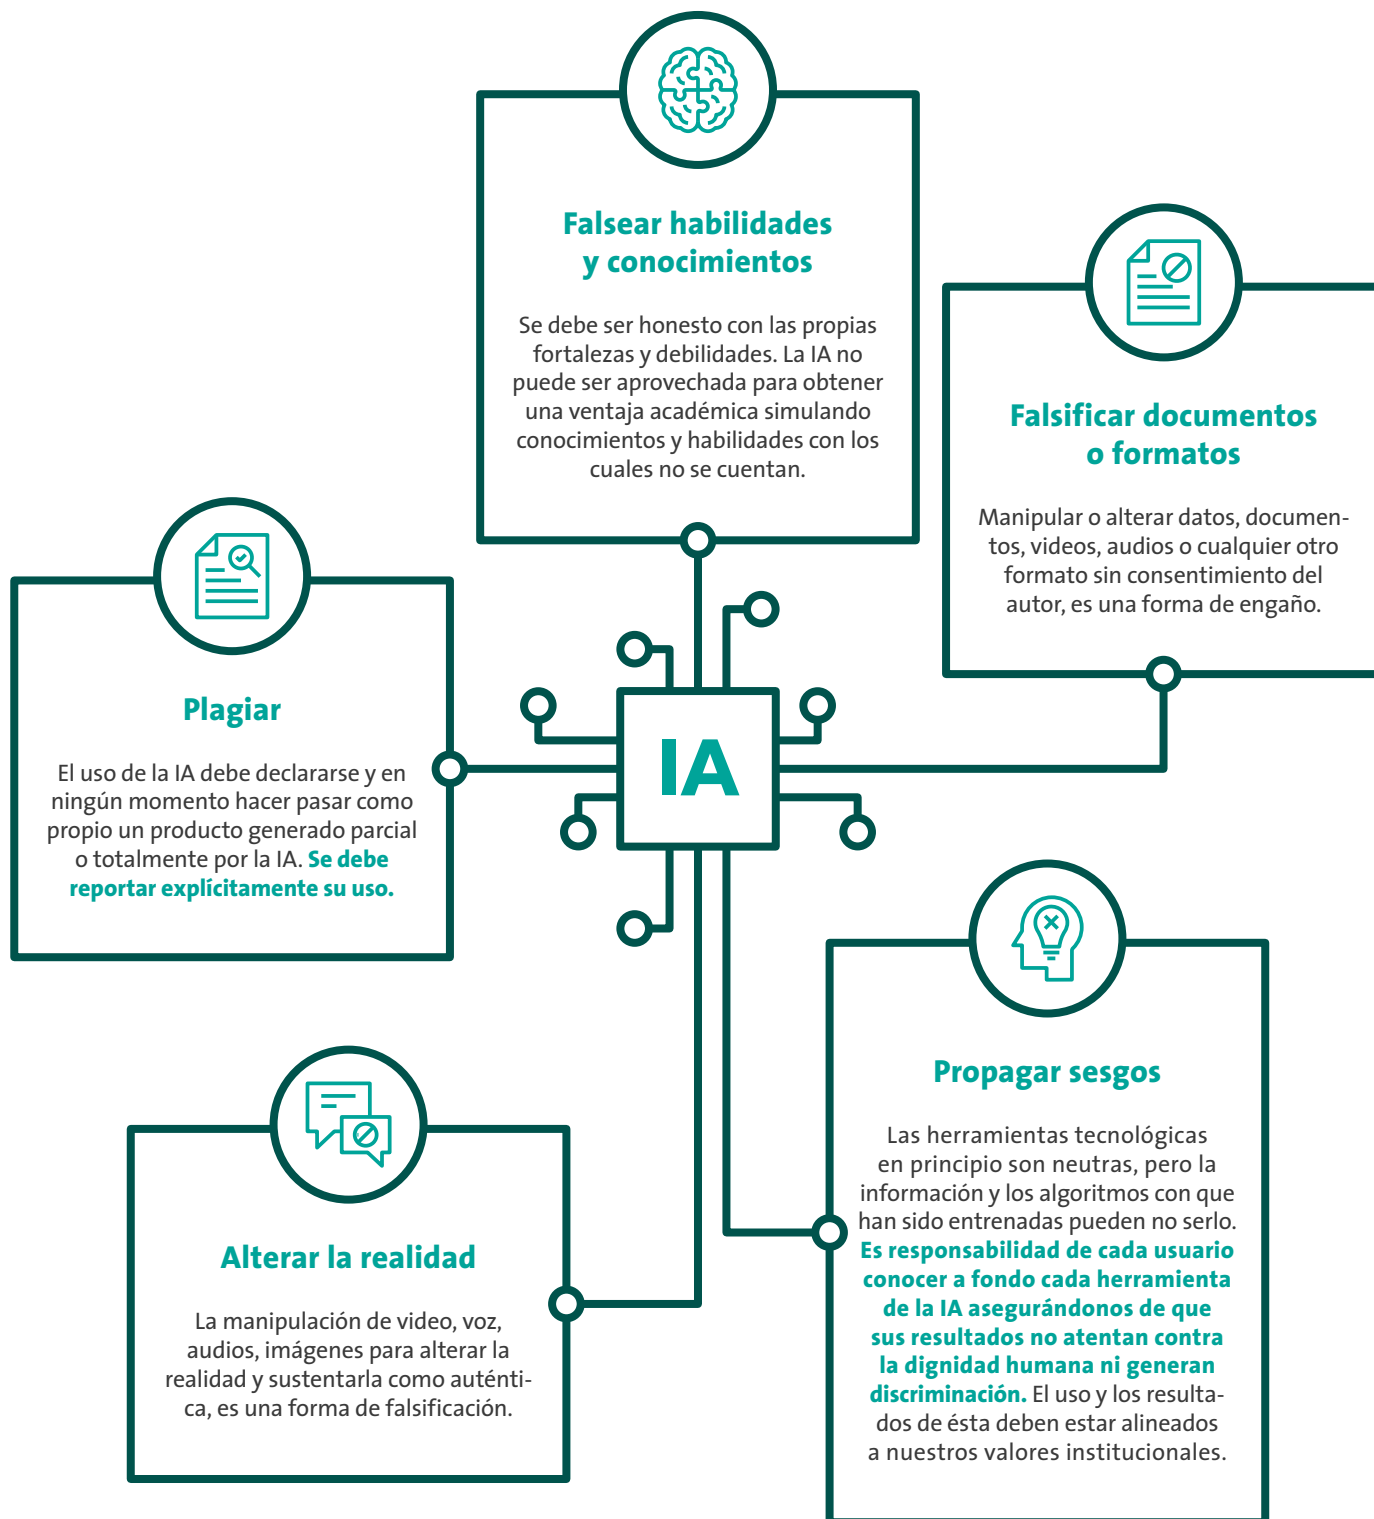 Falsear habilidades
y conocimientos
Se debe ser honesto con las propias
fortalezas y debilidades. La IA no
puede ser aprovechada para obtener
una ventaja académica simulando
conocimientos y habilidades con los
cuales no se cuentan.
Falsificar documentos
o formatos
Manipular o alterar datos, documen-
tos, videos, audios o cualquier otro
formato sin consentimiento del
autor, es una forma de engaño.
Plagiar
El uso de la IA debe declararse y en
ningún momento hacer pasar como
propio un producto generado parcial
o totalmente por la IA. Se debe
reportar explícitamente su uso.
IA
Alterar la realidad
La manipulación de video, voz,
audios, imágenes para alterar la
realidad y sustentarla como auténti-
ca, es una forma de falsificación.
Propagar sesgos
Las herramientas tecnológicas
en principio son neutras, pero la
información y los algoritmos con que
han sido entrenadas pueden no serlo.
Es responsabilidad de cada usuario
conocer a fondo cada herramienta
de la IA asegurándonos de que
sus resultados no atentan contra
la dignidad humana ni generan
discriminación. El uso y los resulta-
dos de ésta deben estar alineados
a nuestros valores institucionales.